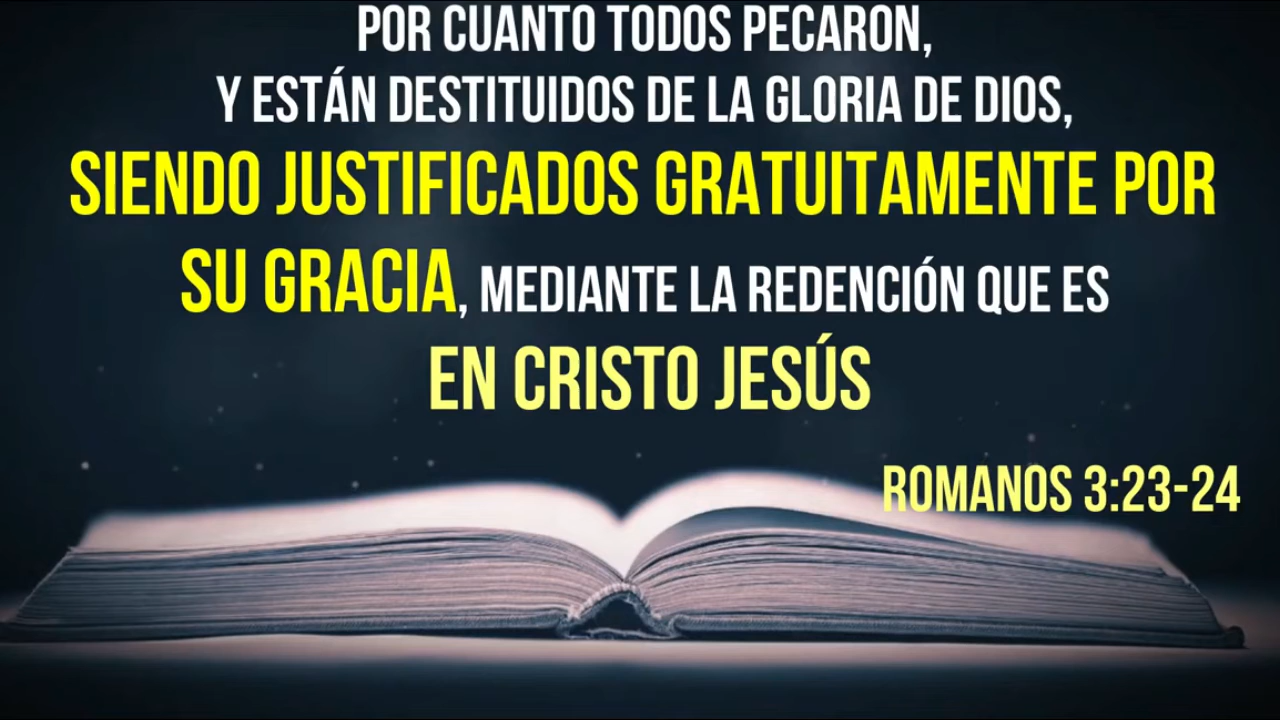 POR CUANTO TODOS PECARON,
Y ESTÁN DESTITUIDOS DE LA GLORIA DE DIOS,
SIENDO JUSTIFICADOS GRATUITAMENTE POR
SU GRACIA, MEDIANTE LA REDENCIÓN QUE ES
EN CRISTO JESÚS
ROMANOS 3:23-24